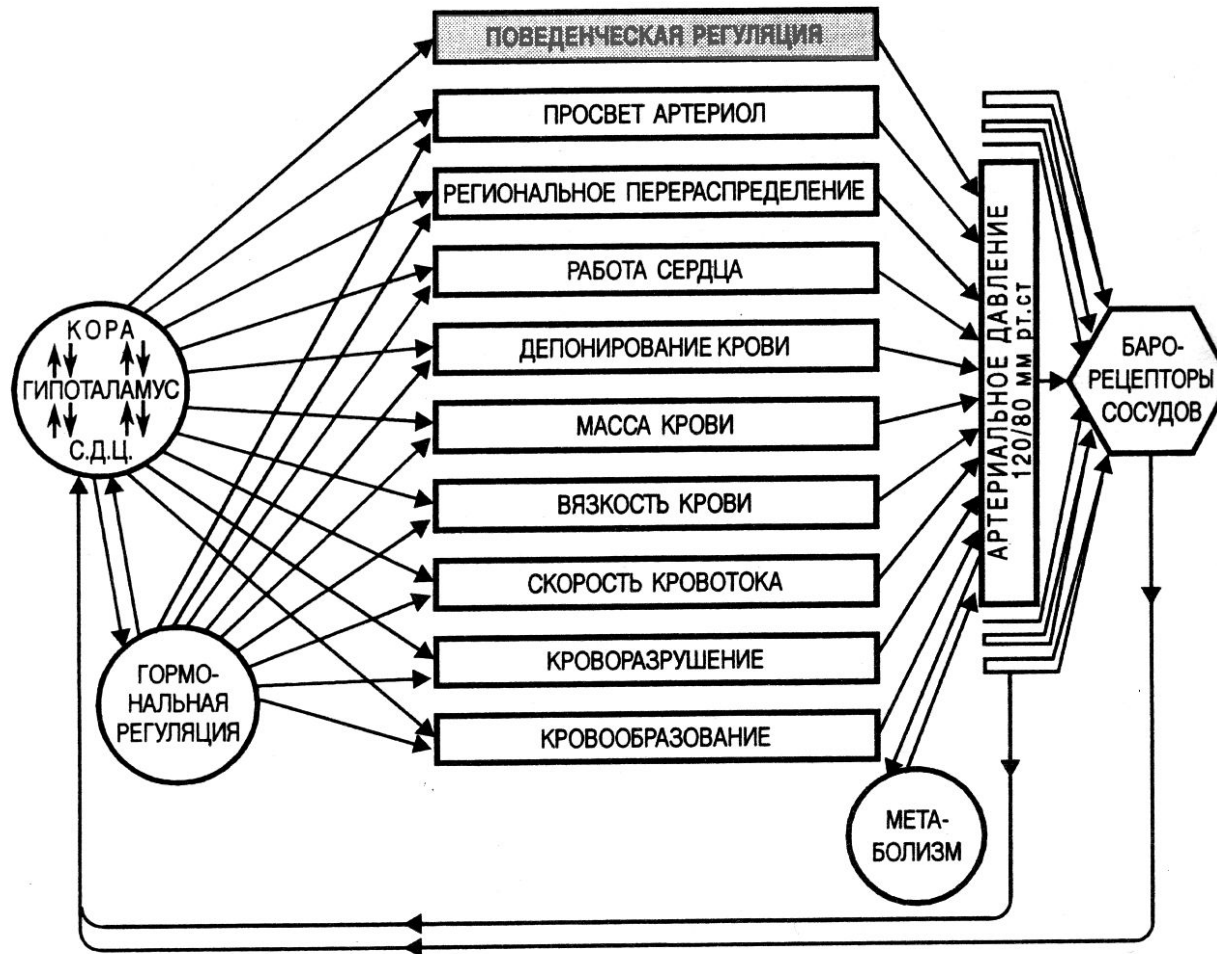 ПОВЕДЕНЧЕСКАЯ РЕГУЛЯЦИЯ
ПРОСВЕТ АРТЕРИОЛ
РЕГИОНАЛЬНОЕ ПЕРЕРАСПРЕДЕЛЕНИЕ
РАБОТА СЕРДЦА
ДЕПОНИРОВАНИЕ КРОВИ
МАССА КРОВИ
ВЯЗКОСТЬ КРОВИ
СКОРОСТЬ КРОВОТОКА
КРОВОРАЗРУШЕНИЕ
КРОВООБРАЗОВАНИЕ
КОРА
ГИПОТАЛАМУС
С.Д.Ц.
ГОРМО-
НАЛЬНАЯ
РЕГУЛЯЦИЯ
АРТЕРИАЛЬНОЕ ДАВЛЕНИЕ
120/80 мм рт.ст
БАРО-
РЕЦЕПТОРЫ
СОСУДОВ
МЕТА-
БОЛИЗМ